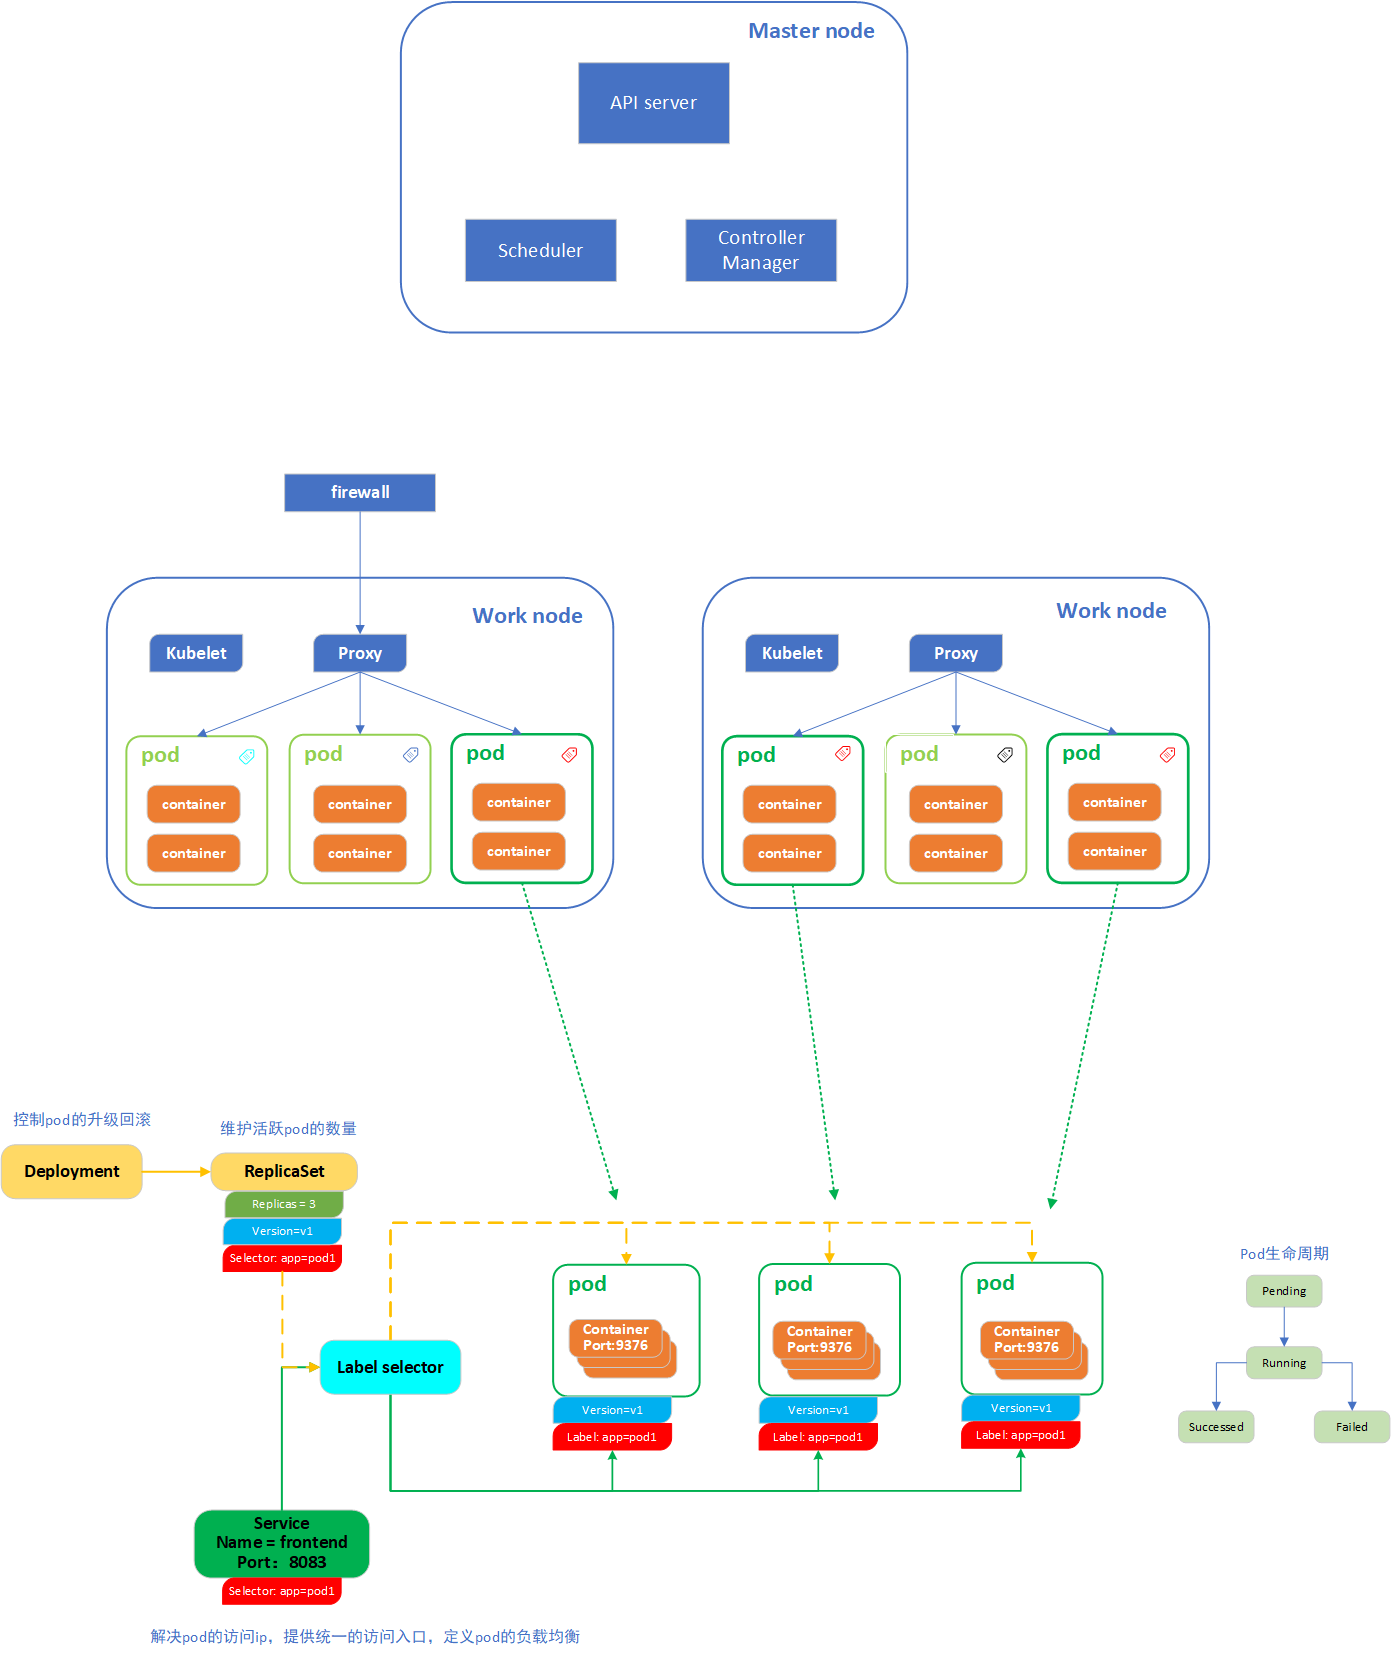 Master node
API server
Scheduler
Controller
Manager
firewall
Work node
Kubelet
Proxy
pod
container
container
pod
container
container
pod
container
container
Work node
Kubelet
Proxy
pod
container
container
pod
container
container
pod
container
container
控制pod的升级回滚
Deployment
维护活跃pod的数量
ReplicaSet
Replicas = 3
Version=v1
Selector: app=pod1
Label selector
pod
Container
Port:9376
Version=v1
Label: app=pod1
pod
Container
Port:9376
Version=v1
Label: app=pod1
pod
Container
Port:9376
Version=v1
Label: app=pod1
Pod生命周期
Pending
Running
Successed
Failed
Service
Name = frontend
Port：8083
Selector: app=pod1
解决pod的访问ip，提供统一的访问入口，定义pod的负载均衡